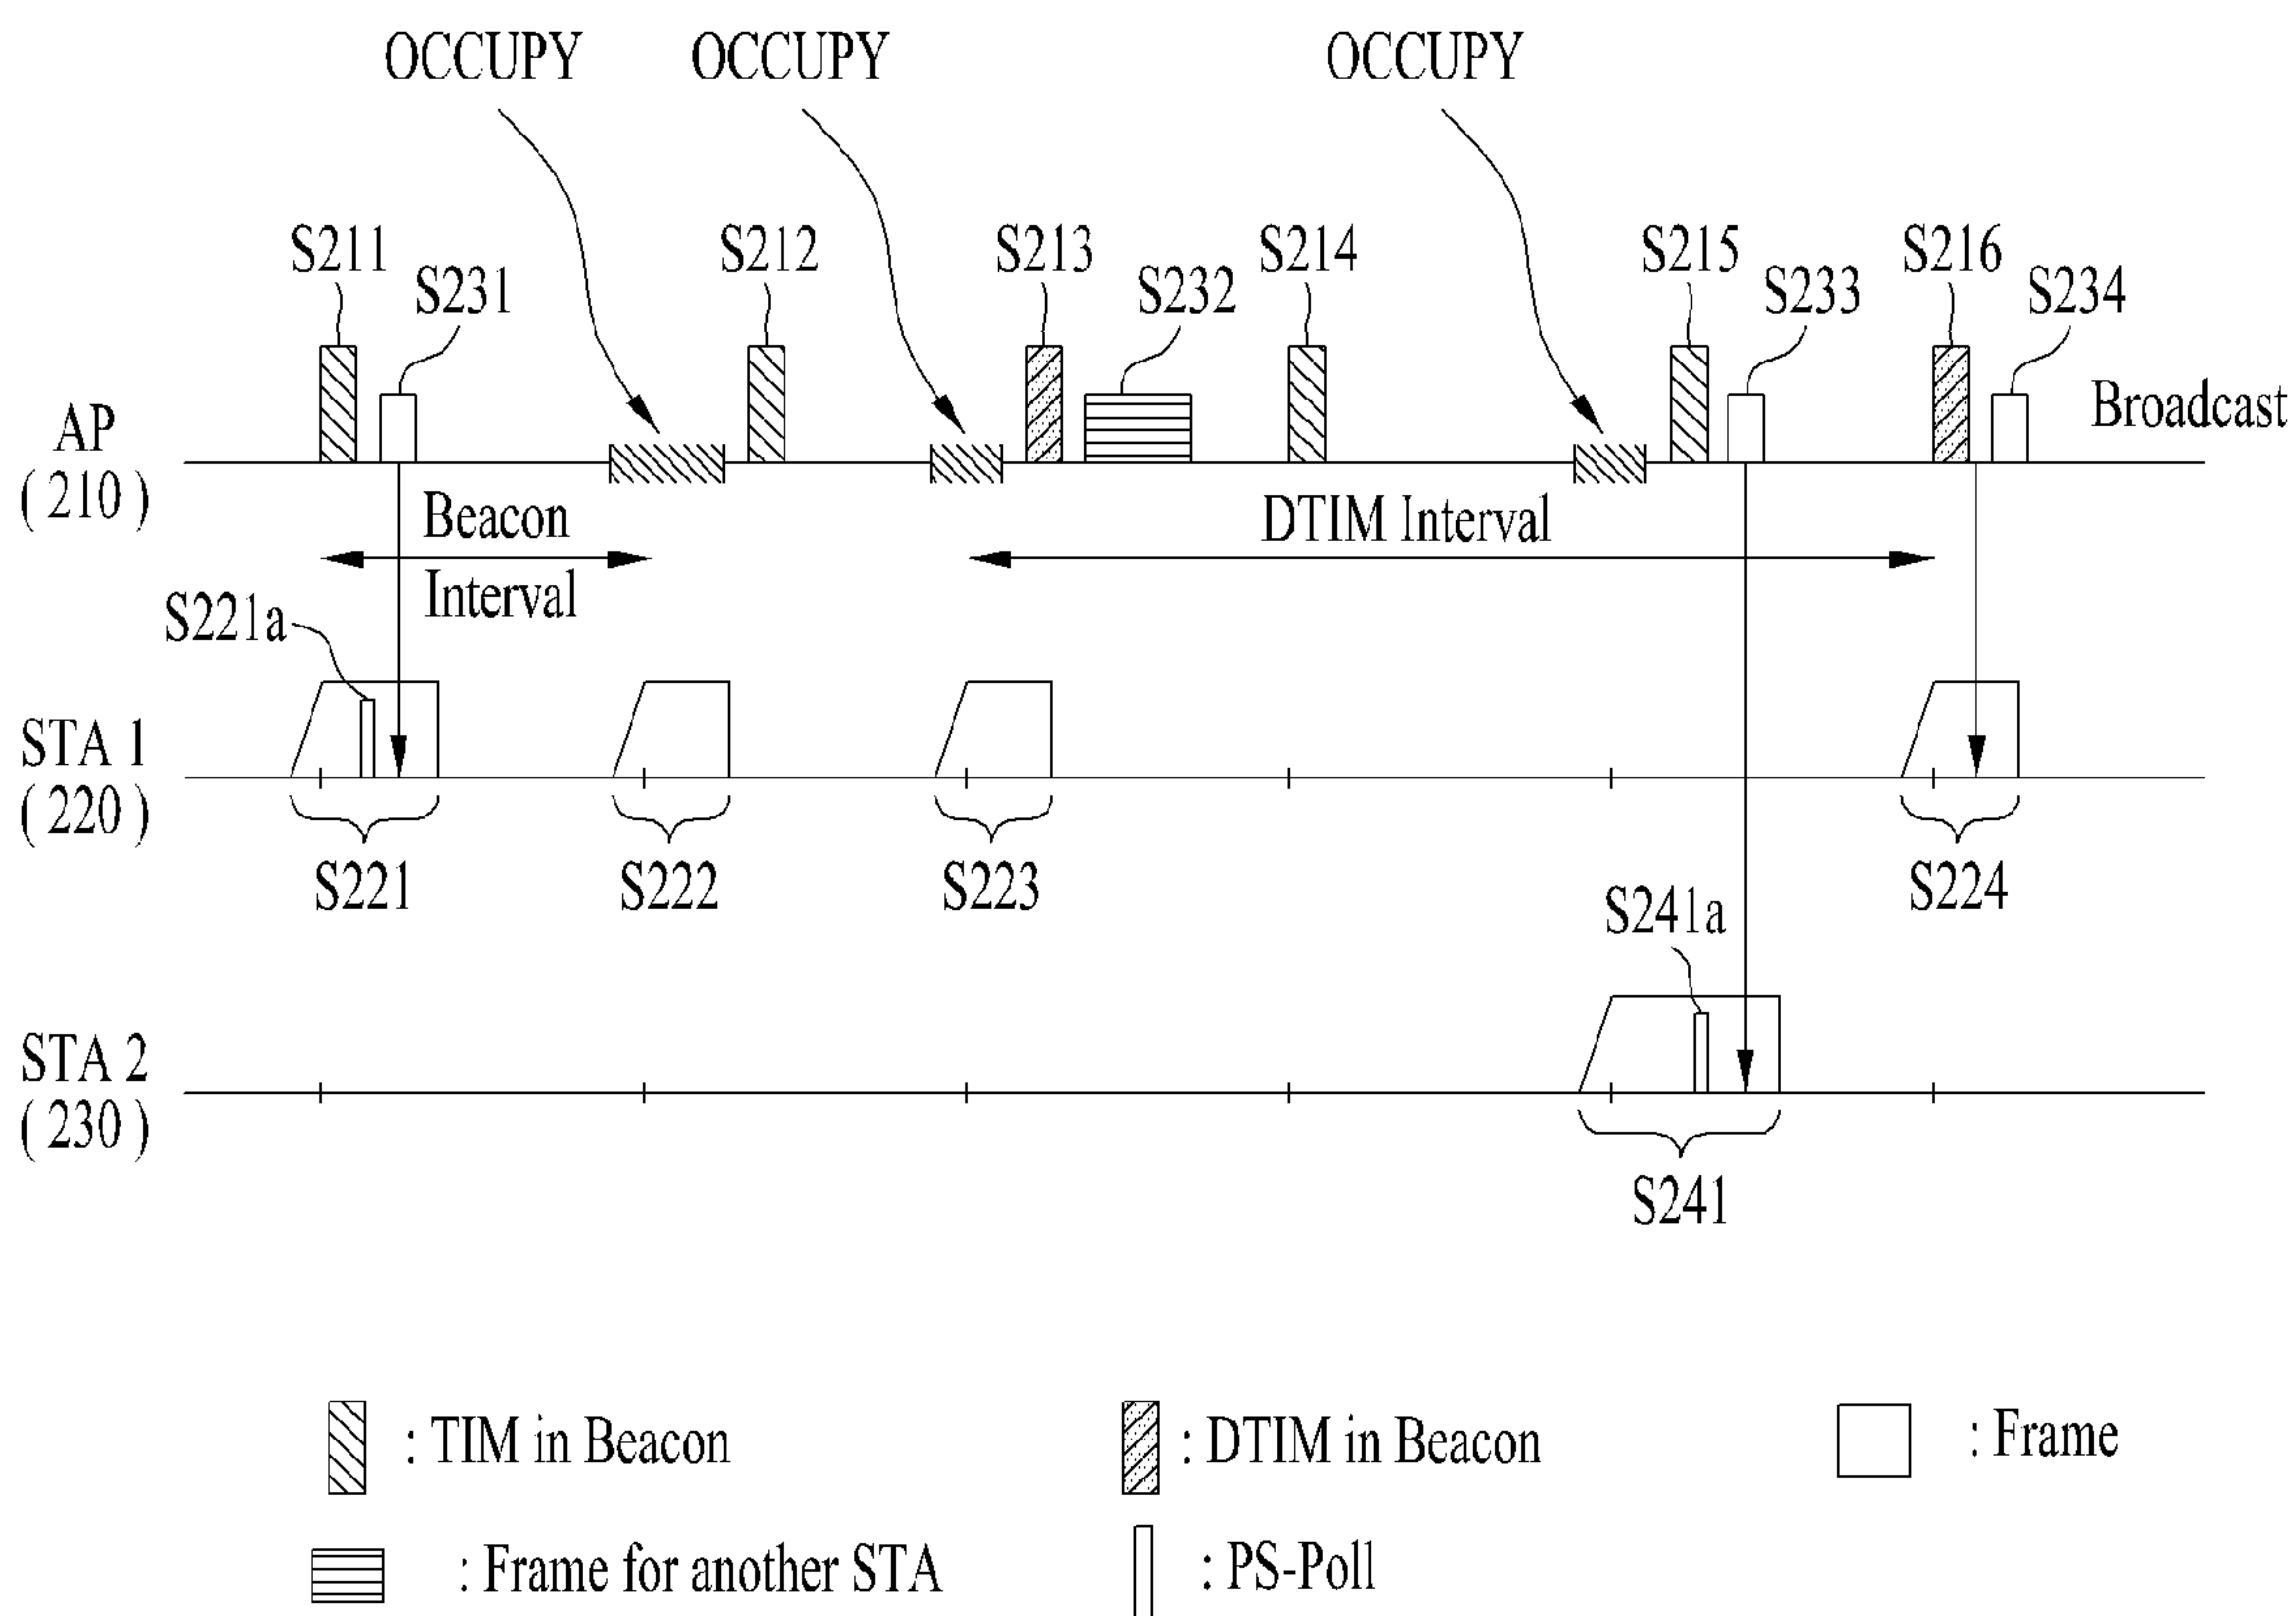 OCCUPY
OCCUPY
OCCUPY
S211
S231
S212
S213
S232
S214
S215
S233
S216
S234
AP
( 210 )
Broadcast
Beacon
Interval
DTIM Interval
S221a
STA 1
( 220 )
S221
S222
S223
S224
S241a
STA 2
( 230 )
S241
: TIM in Beacon
: DTIM in Beacon
: Frame
: Frame for another STA
: PS-Poll